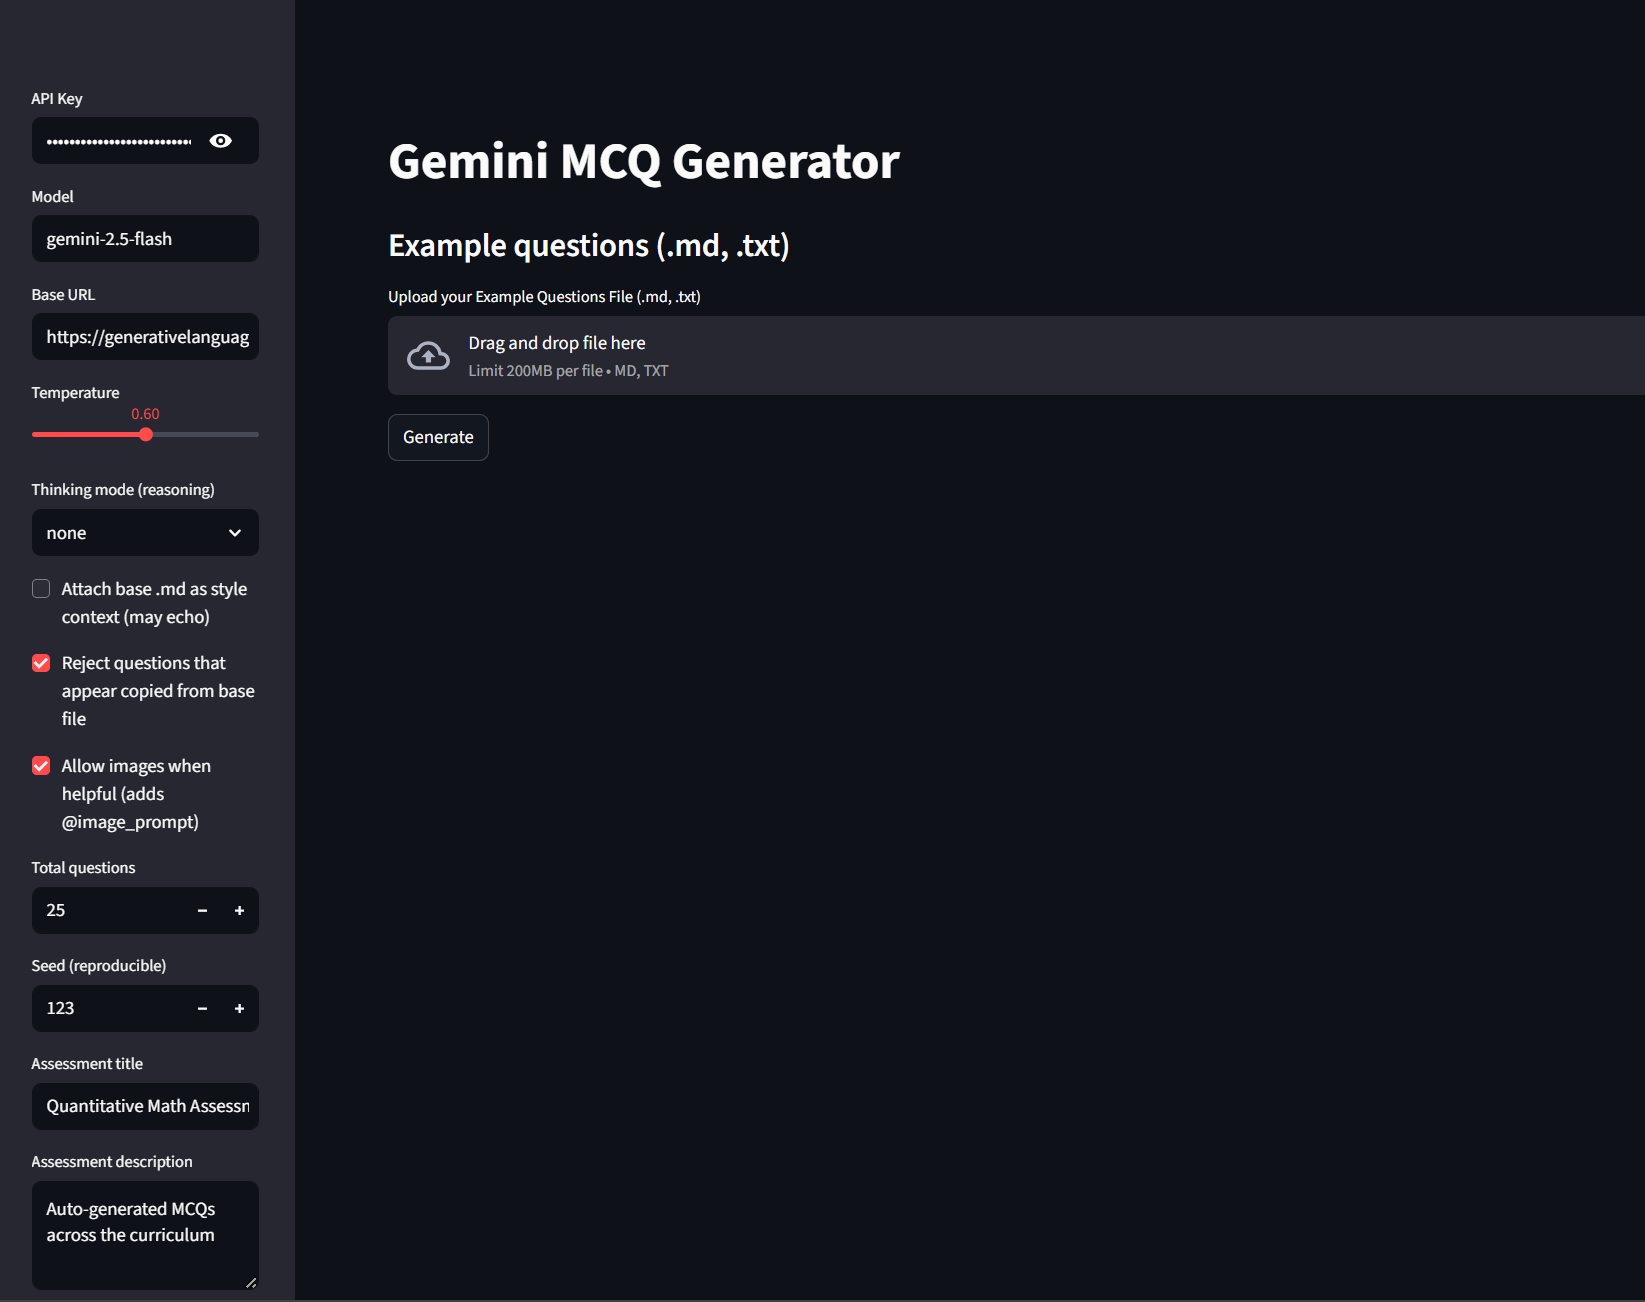 API Key
Model
gemini-2.5-flash
Base URL
https://generativelanguag
Temperature
0.60
Thinking mode (reasoning)
none
Attach base .md as style
context (may echo)
Reject questions that
appear copied from base
file
Allow images when
helpful (adds
@image_prompt)
Total questions
25
Seed (reproducible)
123
Assessment title
Quantitative Math Assessn
Assessment description
Auto-generated MCQs
across the curriculum
Gemini MCQ Generator
Example questions (.md, .txt)
Upload your Example Questions File (.md, .txt)
Drag and drop file here
Limit 200MB per file • MD, TXT
Generate